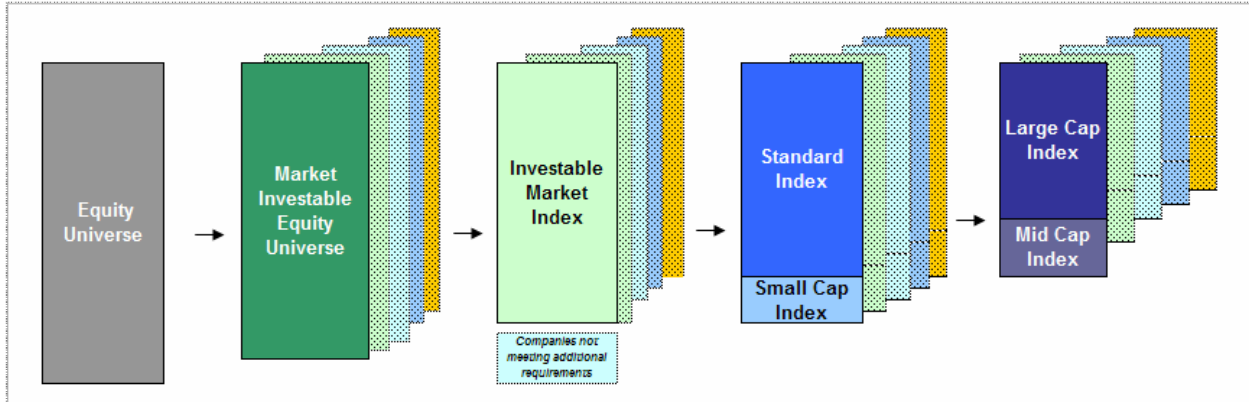 Equity
Universe
Market
Investable
Equity
Universe
Investable
Market
Index
Companies not
meeting additional
requirements
Standard
Index
Small Cap
Index
Large Cap
Index
Mid Cap
Index